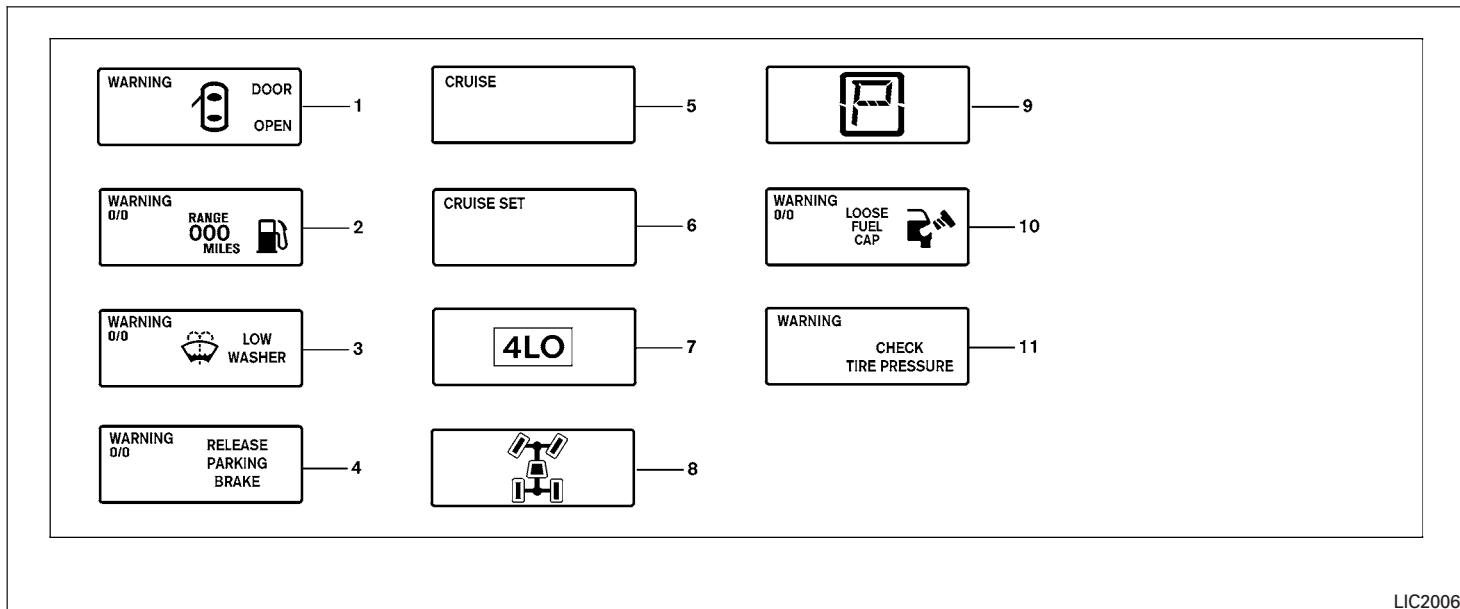 WARNING
DOOR
OPEN
1
WARNING
0/0
RANGE
000
MILES
2
WARNING
0/0
LOW
WASHER
3
WARNING
0/0
RELEASE
PARKING
BRAKE
4
CRUISE
5
CRUISE SET
6
4LO
7
8
P
9
WARNING
0/0
LOOSE
FUEL
CAP
10
WARNING
CHECK
TIRE PRESSURE
11
LIC2006